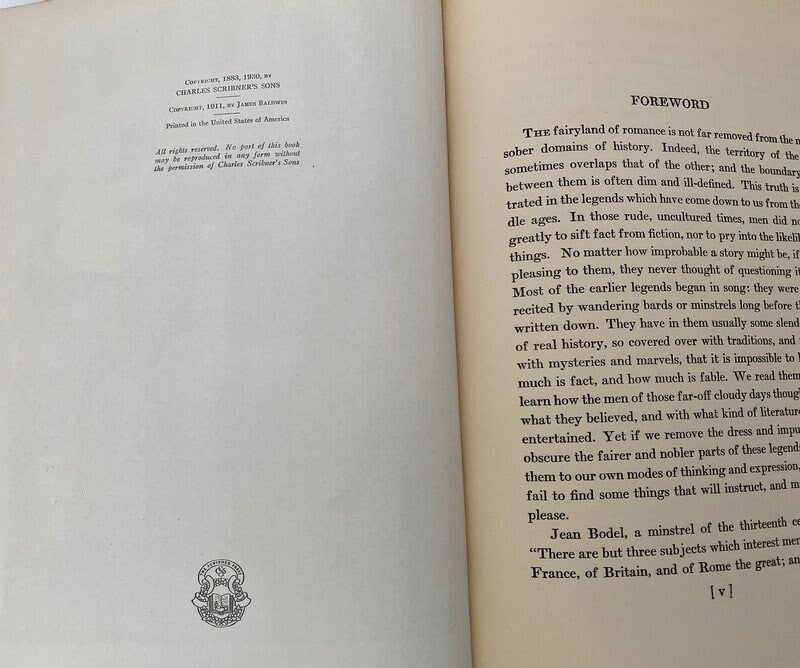 COPYRIGHT, 1883, 1930, BY
CHARLES SCRIBNER'S SONS
COPYRIGHT, 1911, BY JAMES BALDWIN
Printed in the United States of America
All rights reserved. No part of this book
may be reproduced in any form without
the permission of Charles Scribner's Sons
THE SCRIBNER PRESS
FOREWORD
THE fairyland of romance is not far removed from the
sober domains of history. Indeed, the territory of the
sometimes overlaps that of the other; and the boundary
between them is often dim and ill-defined. This truth is
trated in the legends which have come down to us from
dle ages. In those rude, uncultured times, men did
greatly to sift fact from fiction, nor to pry into the
things. No matter how improbable a story might be, if
pleasing to them, they never thought of questioning
Most of the earlier legends began in song: they were
recited by wandering bards or minstrels long before
written down. They have in them usually some
of real history, so covered over with traditions, and
with mysteries and marvels, that it is impossible to
much is fact, and how much is fable. We read them
learn how the men of those far-off cloudy days
what they believed, and with what kind of
entertained. Yet if we remove the dress and
obscure the fairer and nobler parts of these
them to our own modes of thinking and expression,
fail to find some things that will instruct, and
please.
Jean Bodel, a minstrel of the thirteenth
"There are but three subjects which interest
France, of Britain, and of Rome the great;
[ v ]